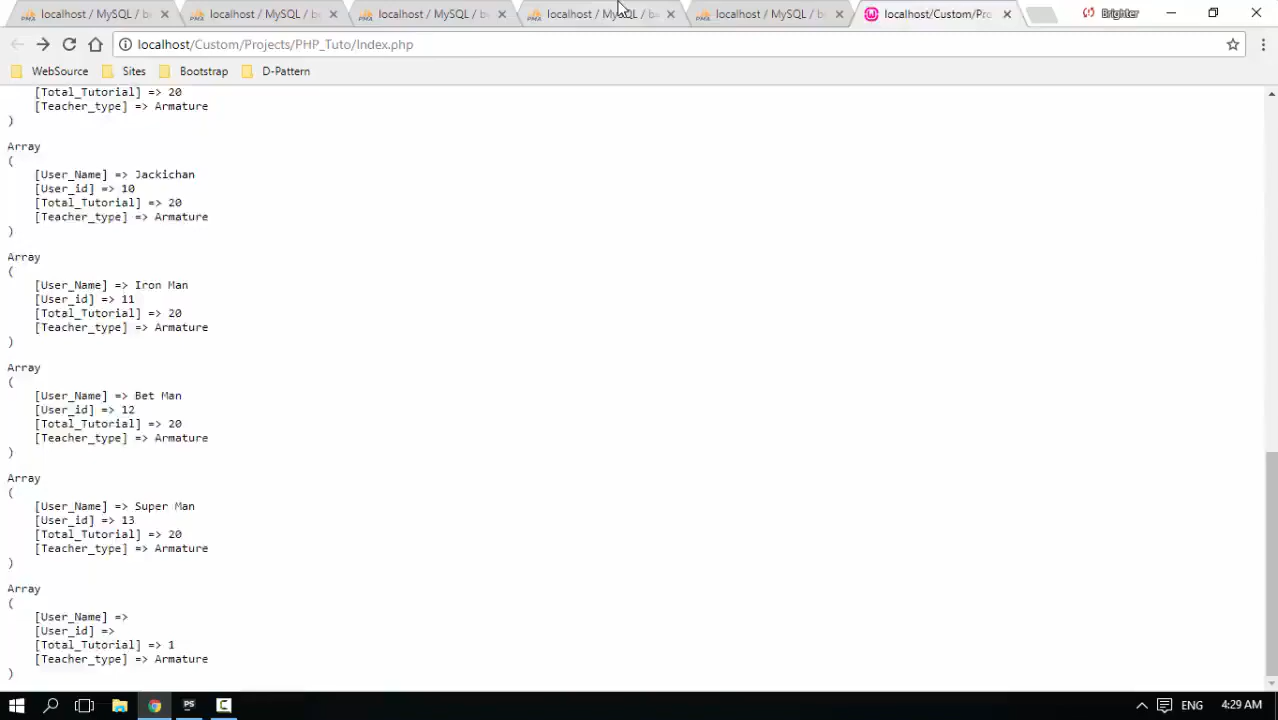 localhost / MySQL / b
localhost / MySQL / b
localhost / MySQL / b
localhost / MySQL / b
localhost / MySQL / b
localhost/Custom/Pro
Brighter
localhost/Custom/Projects/PHP_Tuto/Index.php
WebSource
Sites
Bootstrap
D-Pattern
[Total_Tutorial] => 20
[Teacher_type] => Armature
)
Array
(
[User_Name] => Jackichan
[User_id] => 10
[Total_Tutorial] => 20
[Teacher_type] => Armature
)
Array
(
[User_Name] => Iron Man
[User_id] => 11
[Total_Tutorial] => 20
[Teacher_type] => Armature
)
Array
(
[User_Name] => Bet Man
[User_id] => 12
[Total_Tutorial] => 20
[Teacher_type] => Armature
)
Array
(
[User_Name] => Super Man
[User_id] => 13
[Total_Tutorial] => 20
[Teacher_type] => Armature
)
Array
(
[User_Name] =>
[User_id] =>
[Total_Tutorial] => 1
[Teacher_type] => Armature
)
ENG
4:29 AM